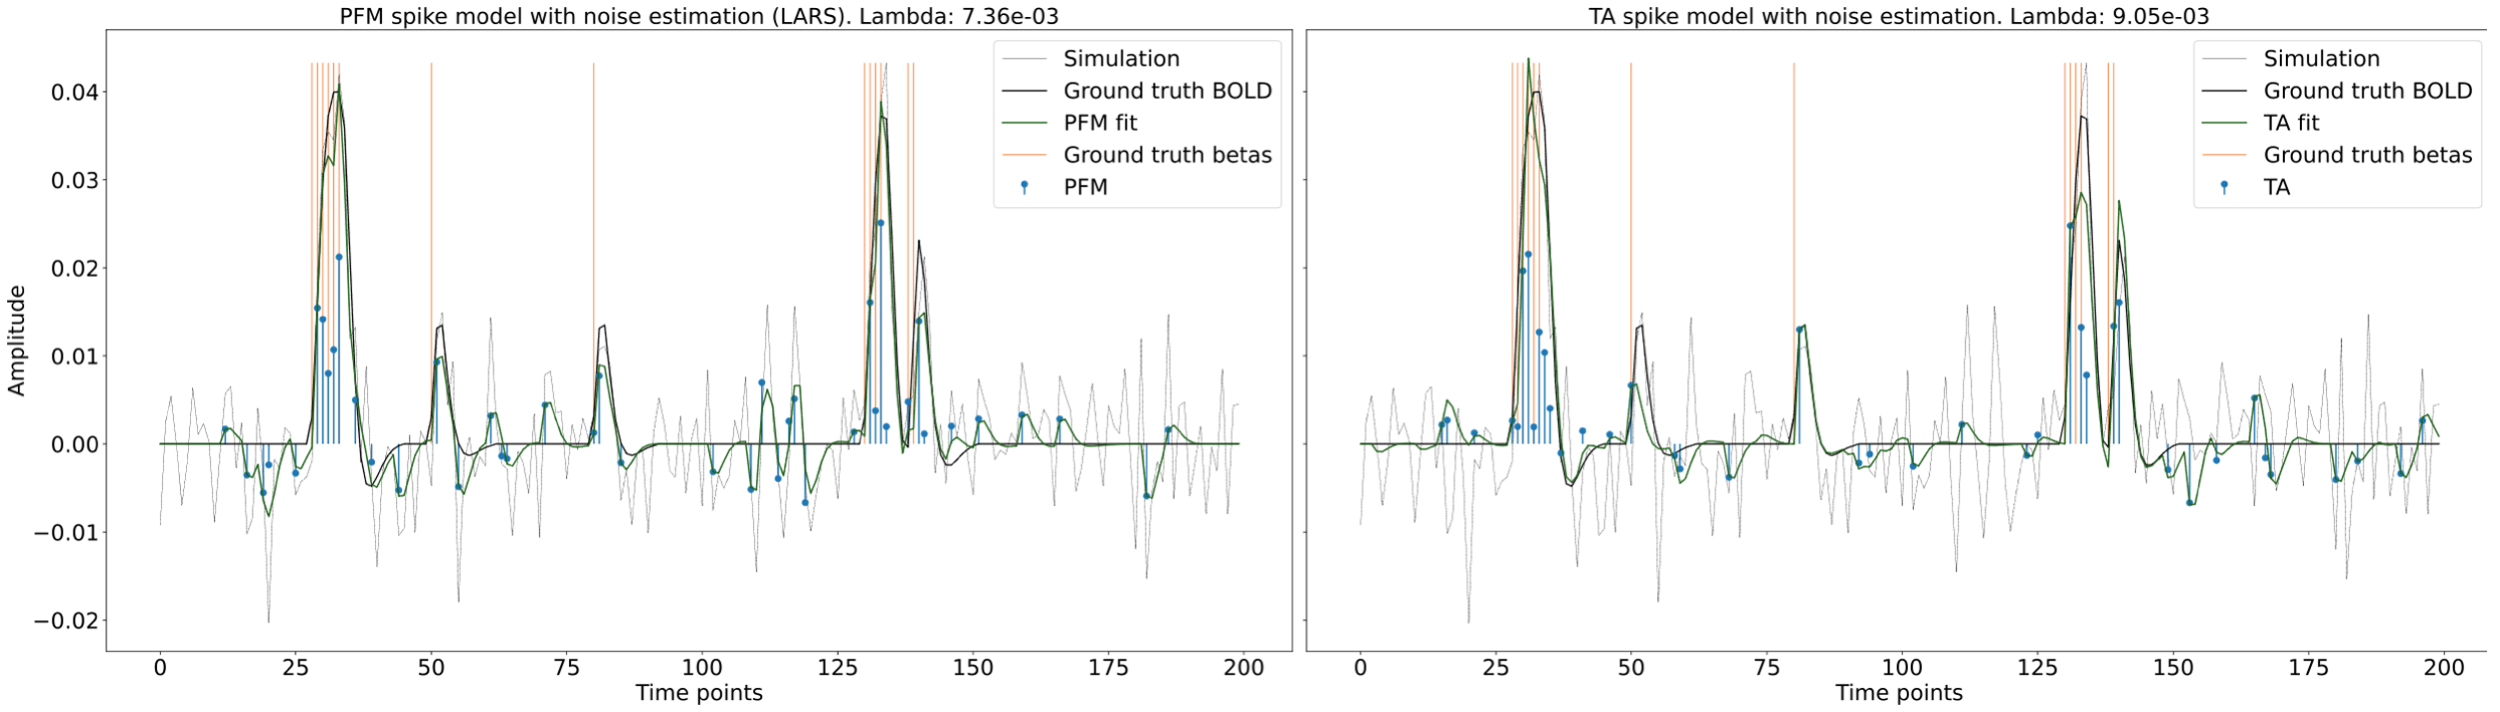 PFM spike model with noise estimation (LARS). Lambda: 7.36e-03
Simulation
Ground truth BOLD
PFM fit
Ground truth betas
PFM
Amplitude
0.04
0.03
0.02
0.01
0.00
−0.01
−0.02
0 25 50 75 100 125 150 175 200
Time points
TA spike model with noise estimation. Lambda: 9.05e-03
Simulation
Ground truth BOLD
TA fit
Ground truth betas
TA
0 25 50 75 100 125 150 175 200
Time points